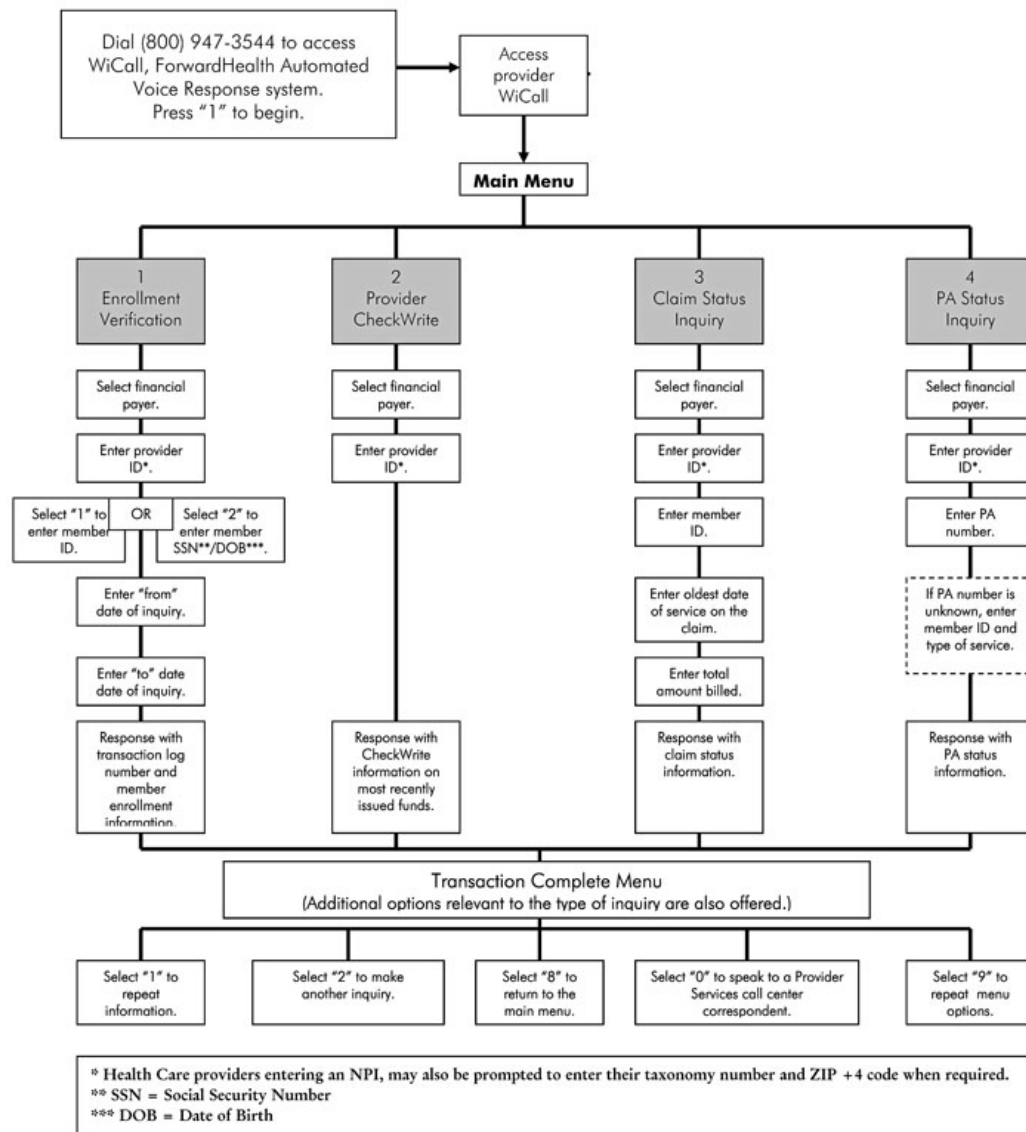 Dial (800) 947-3544 to access
WiCall, ForwardHealth Automated
Voice Response system.
Press “1” to begin.
Access
provider
WiCall
Main Menu
1
Enrollment
Verification
Select financial
payer.
Enter provider
ID*.
Select “1” to
enter member
ID.
OR
Select “2” to
enter member
SSN**/DOB***.
Enter “from”
date of inquiry.
Enter “to” date
date of inquiry.
Response with
transaction log
number and
member
enrollment
information.
2
Provider
CheckWrite
Select financial
payer.
Enter provider
ID*.
Response with
CheckWrite
information on
most recently
issued funds.
3
Claim Status
Inquiry
Select financial
payer.
Enter provider
ID*.
Enter member
ID.
Enter oldest date
of service on the
claim.
Enter total
amount billed.
Response with
claim status
information.
4
PA Status
Inquiry
Select financial
payer.
Enter provider
ID*.
Enter PA
number.
If PA number is
unknown, enter
member ID and
type of service.
Response with
PA status
information.
Transaction Complete Menu
(Additional options relevant to the type of inquiry are also offered.)
Select “1” to
repeat
information.
Select “2” to make
another inquiry.
Select “8” to
return to the
main menu.
Select “0” to speak to a Provider
Services call center
correspondent.
Select “9” to
repeat menu
options.
* Health Care providers entering an NPI, may also be prompted to enter their taxonomy number and ZIP +4 code when required.
** SSN = Social Security Number
*** DOB = Date of Birth